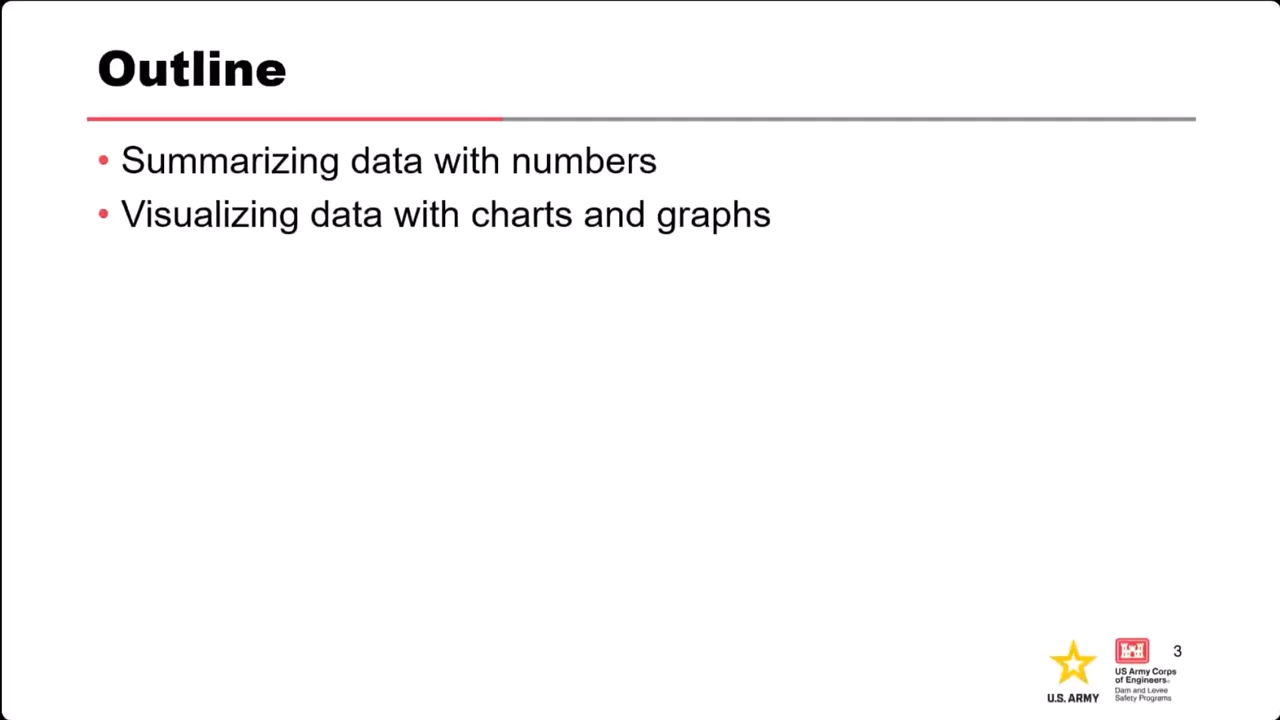 Outline
• Summarizing data with numbers
• Visualizing data with charts and graphs
3
U.S. ARMY
US Army Corps
of Engineers®
Dam and Levee
Safety Programs